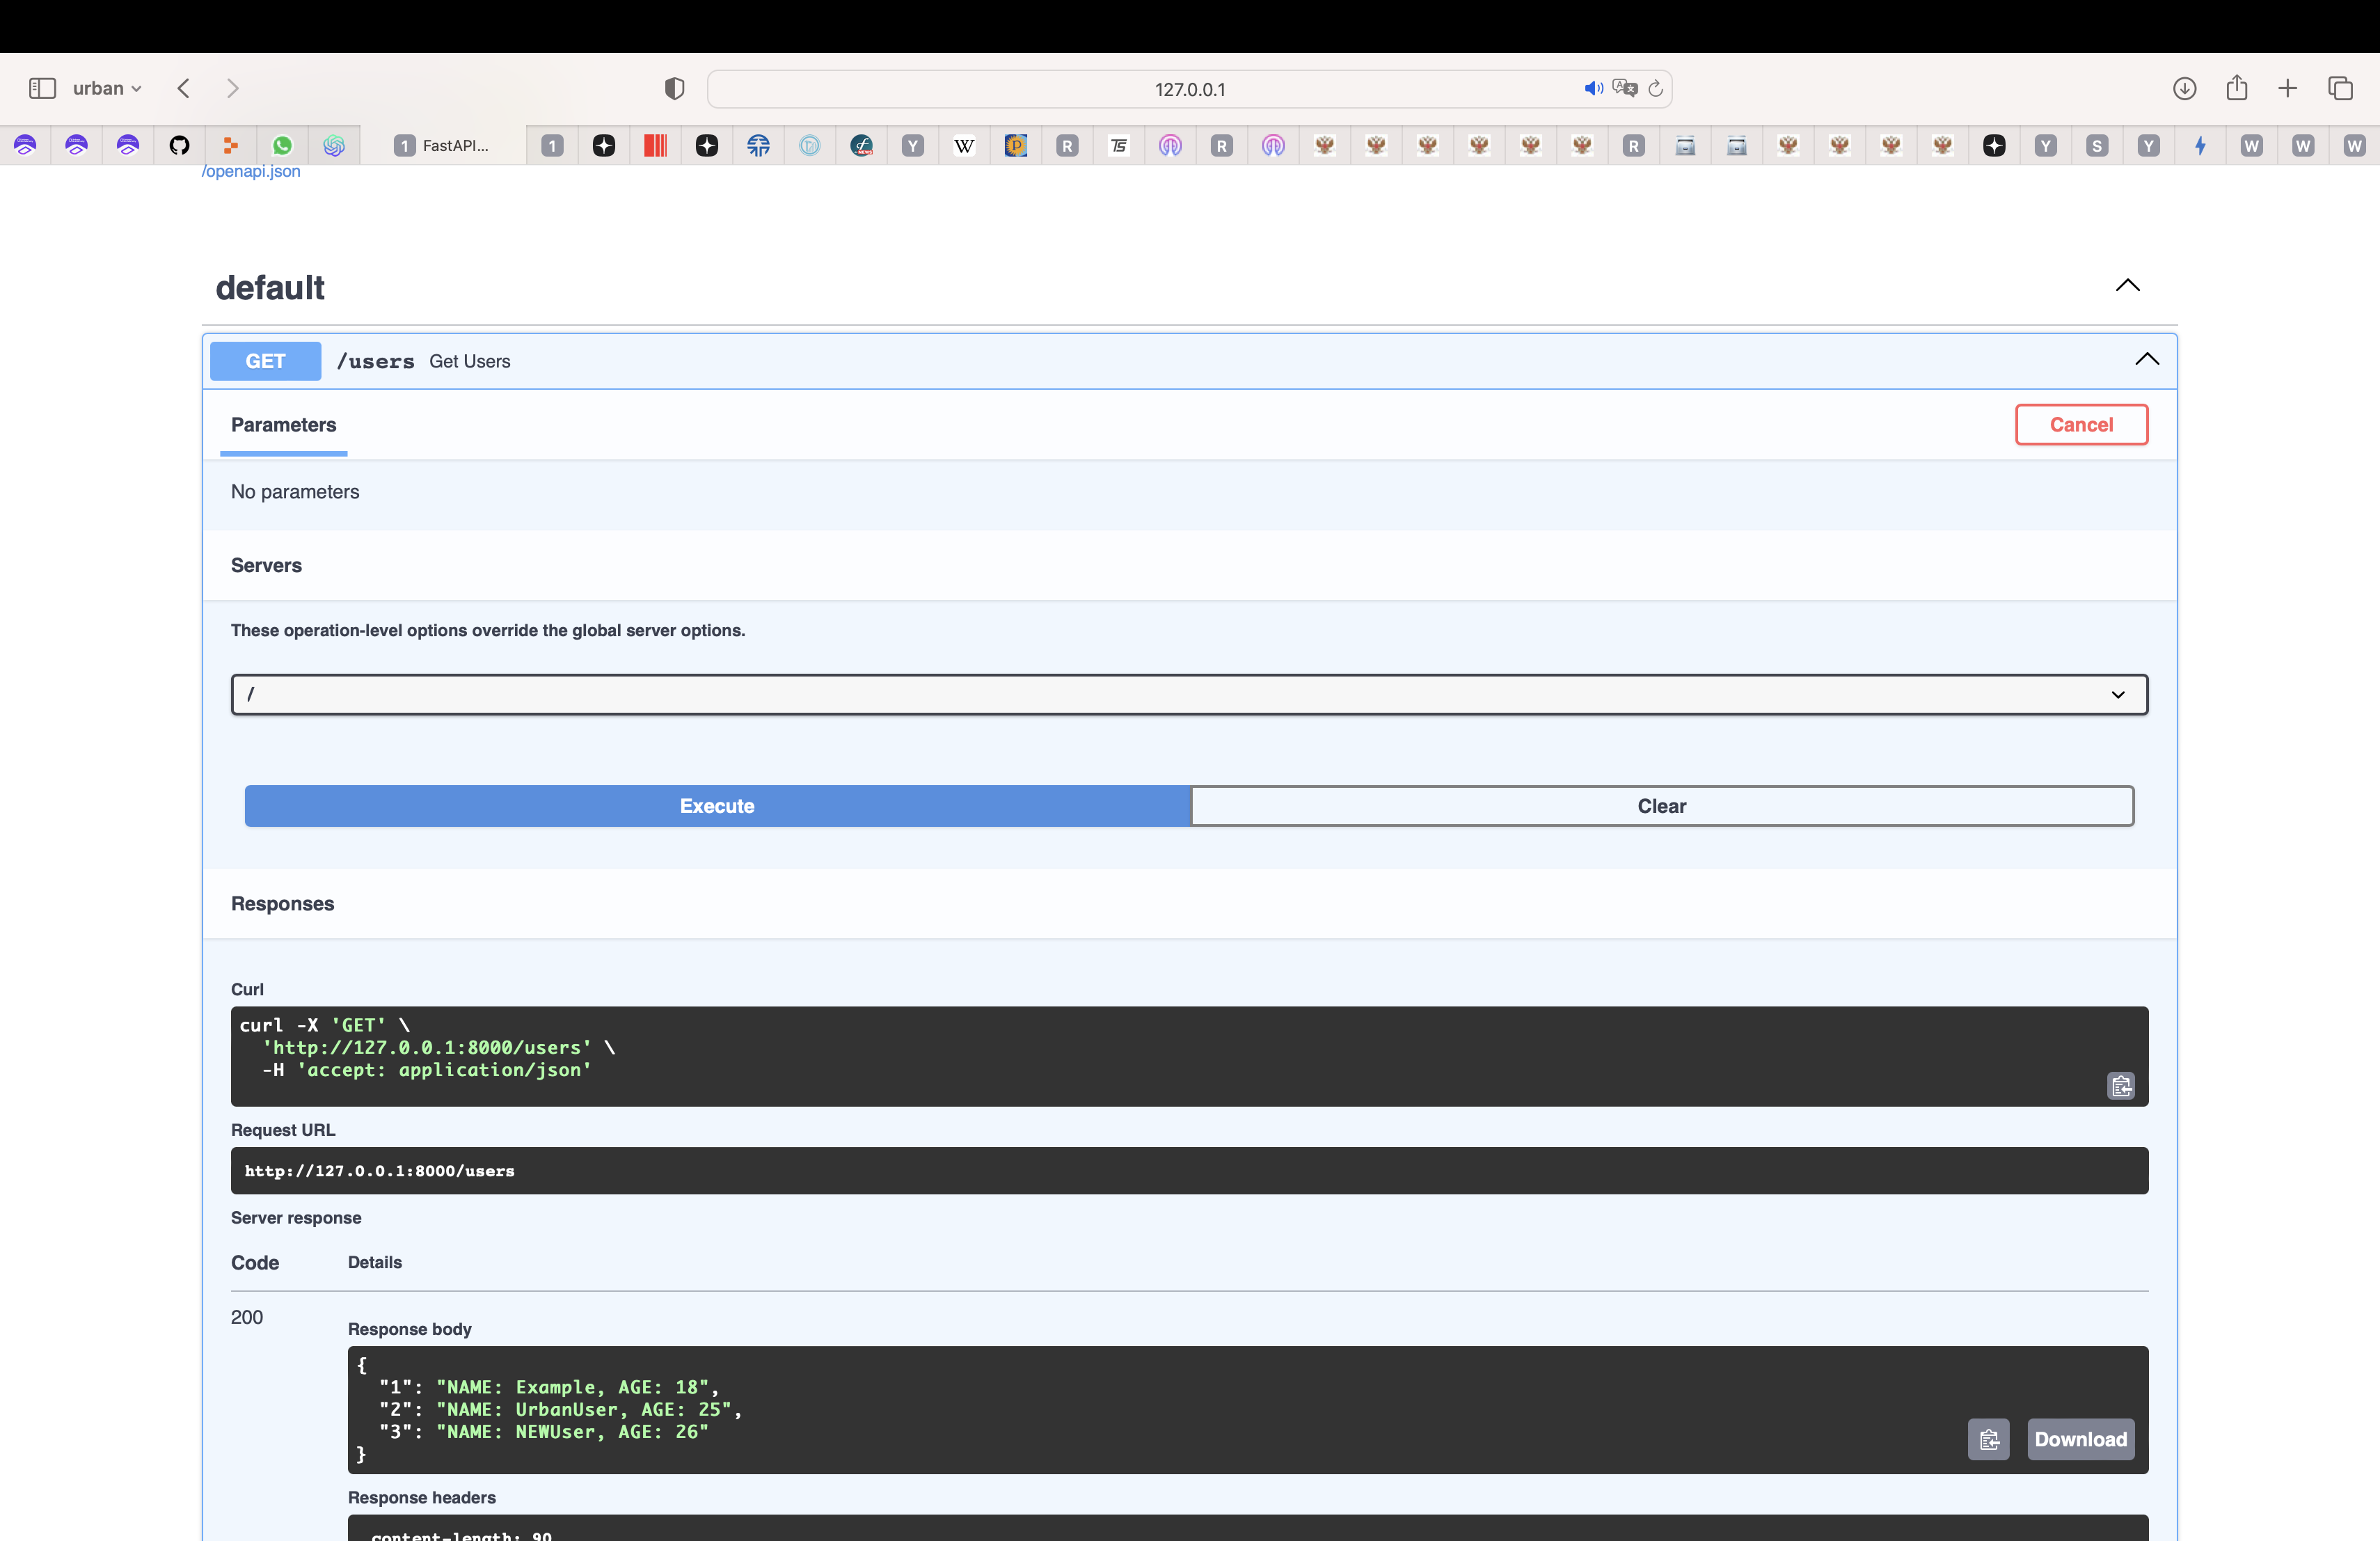 urban
127.0.0.1
1 FastAPI... 1 Y W P R TS R R Y S Y W W W
/openapi.json
default
GET /users Get Users
Parameters Cancel
No parameters
Servers
These operation-level options override the global server options.
/
Execute Clear
Responses
Curl
curl -X 'GET' \
'http://127.0.0.1:8000/users' \
-H 'accept: application/json'
Request URL
http://127.0.0.1:8000/users
Server response
Code Details
200
Response body
{
"1": "NAME: Example, AGE: 18",
"2": "NAME: UrbanUser, AGE: 25",
"3": "NAME: NEWUser, AGE: 26"
}
Download
Response headers
content-length: 90